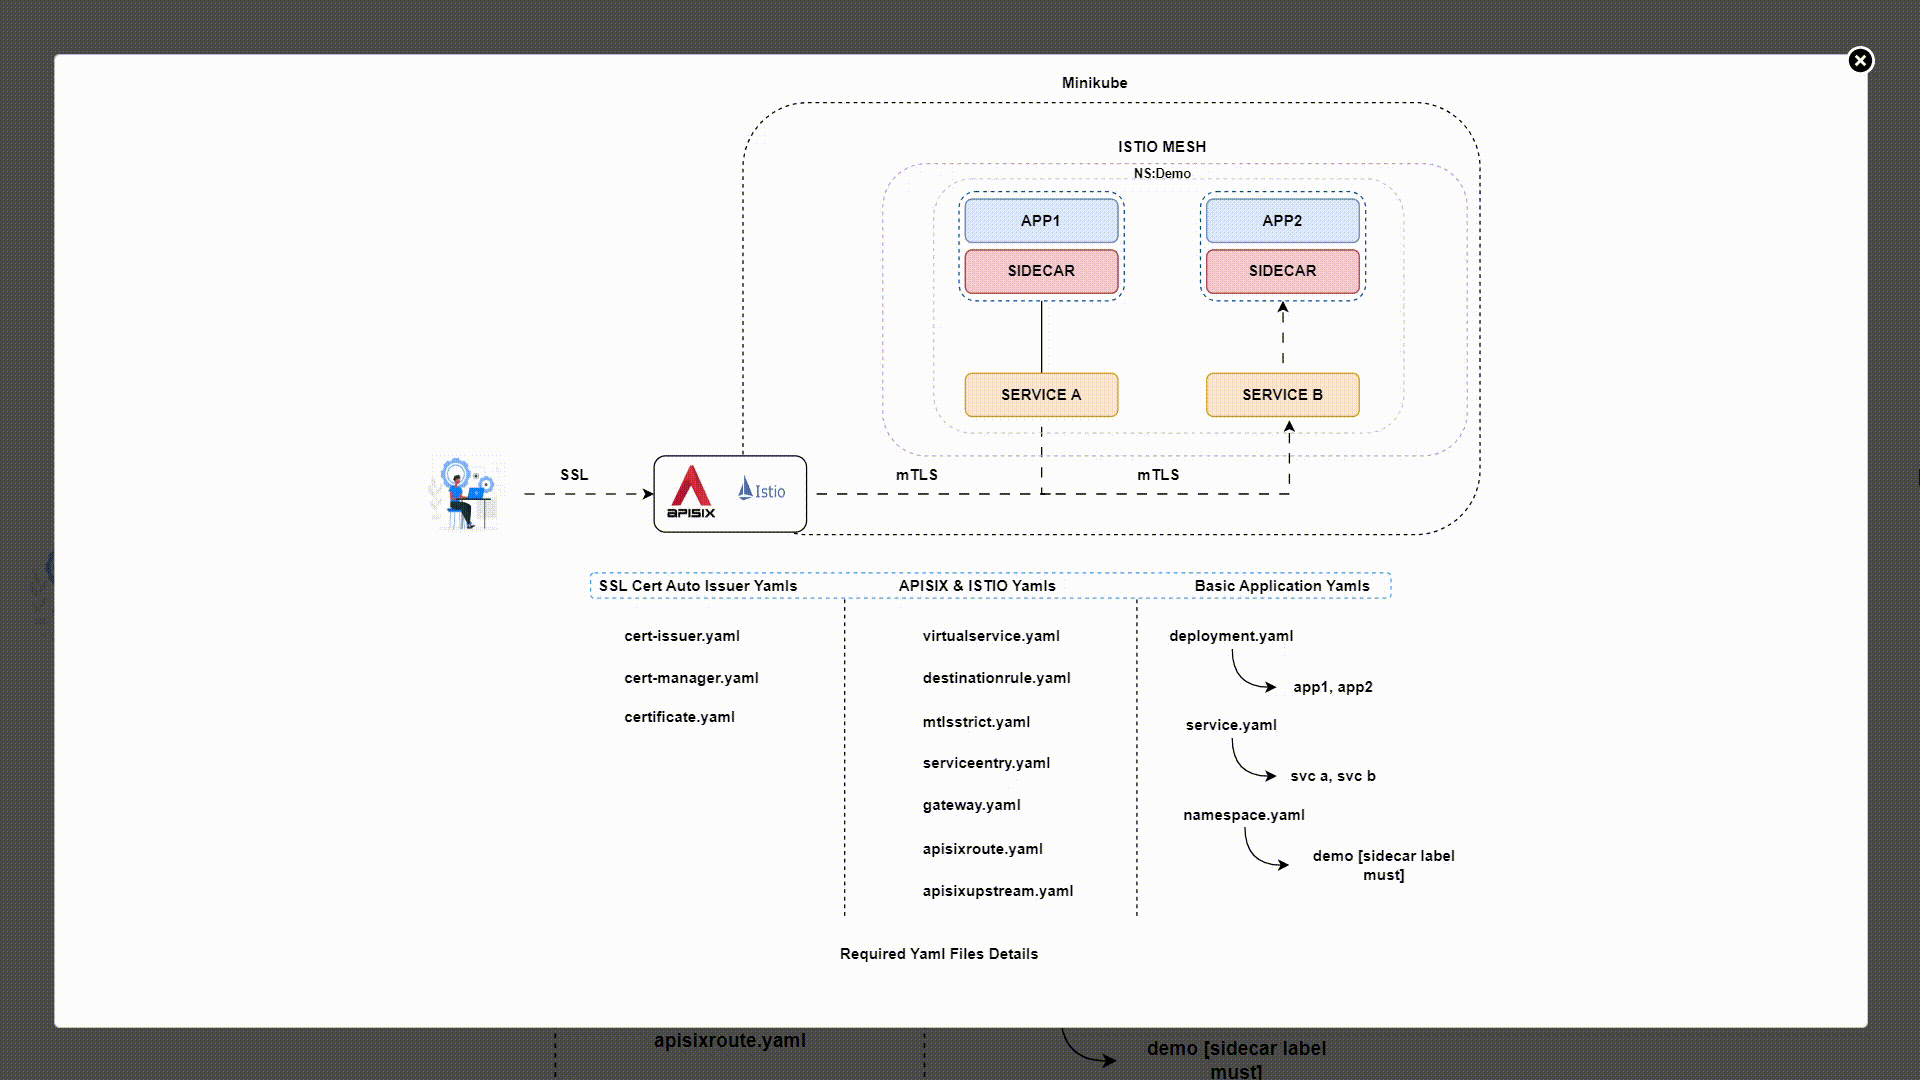 Minikube
ISTIO MESH
NS:Demo
APP1
APP2
SIDECAR
SIDECAR
SERVICE A
SERVICE B
SSL
mTLS
mTLS
APISIX
Istio
SSL Cert Auto Issuer Yamls
APISIX & ISTIO Yamls
Basic Application Yamls
cert-issuer.yaml
cert-manager.yaml
certificate.yaml
virtualservice.yaml
destinationrule.yaml
mtlsstrict.yaml
serviceentry.yaml
gateway.yaml
apisixroute.yaml
apisixupstream.yaml
deployment.yaml
app1, app2
service.yaml
svc a, svc b
namespace.yaml
demo [sidecar label
must]
Required Yaml Files Details
apisixroute.yaml
demo [sidecar label
must]